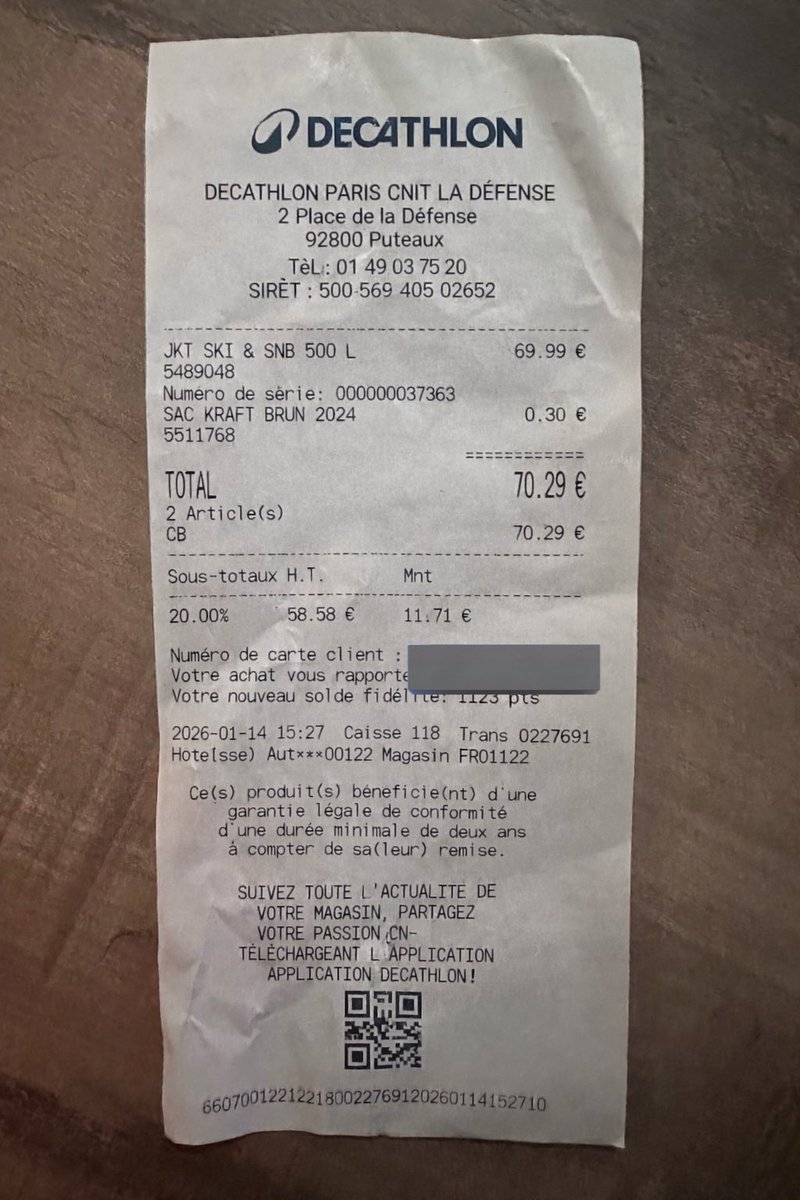 DECATHLON
DECATHLON PARIS CNIT LA DÉFENSE
2 Place de la Défense
92800 Puteaux
TèL.: 01 49 03 75 20
SIRÈT : 500-569 405 02652
JKT SKI & SNB 500 L 69.99 €
5489048
Numéro de série: 000000037363
SAC KRAFT BRUN 2024 0.30 €
5511768
============
TOTAL 70.29 €
2 Article(s)
CB 70.29 €
Sous-totaux H.T. Mnt
20.00% 58.58 € 11.71 €
Numéro de carte client :
Votre achat vous rapporte
Votre nouveau solde fidélité: 1123 pts
2026-01-14 15:27 Caisse 118 Trans 0227691
Hote(sse) Aut***00122 Magasin FR01122
Ce(s) produit(s) béneficie(nt) d'une
garantie légale de conformité
d'une durée minimale de deux ans
à compter de sa(leur) remise.
SUIVEZ TOUTE L'ACTUALITE DE
VOTRE MAGASIN, PARTAGEZ
VOTRE PASSION CN-
TÉLÉCHARGEANT L'APPLICATION
APPLICATION DECATHLON!
660700122122180022769120260114152710